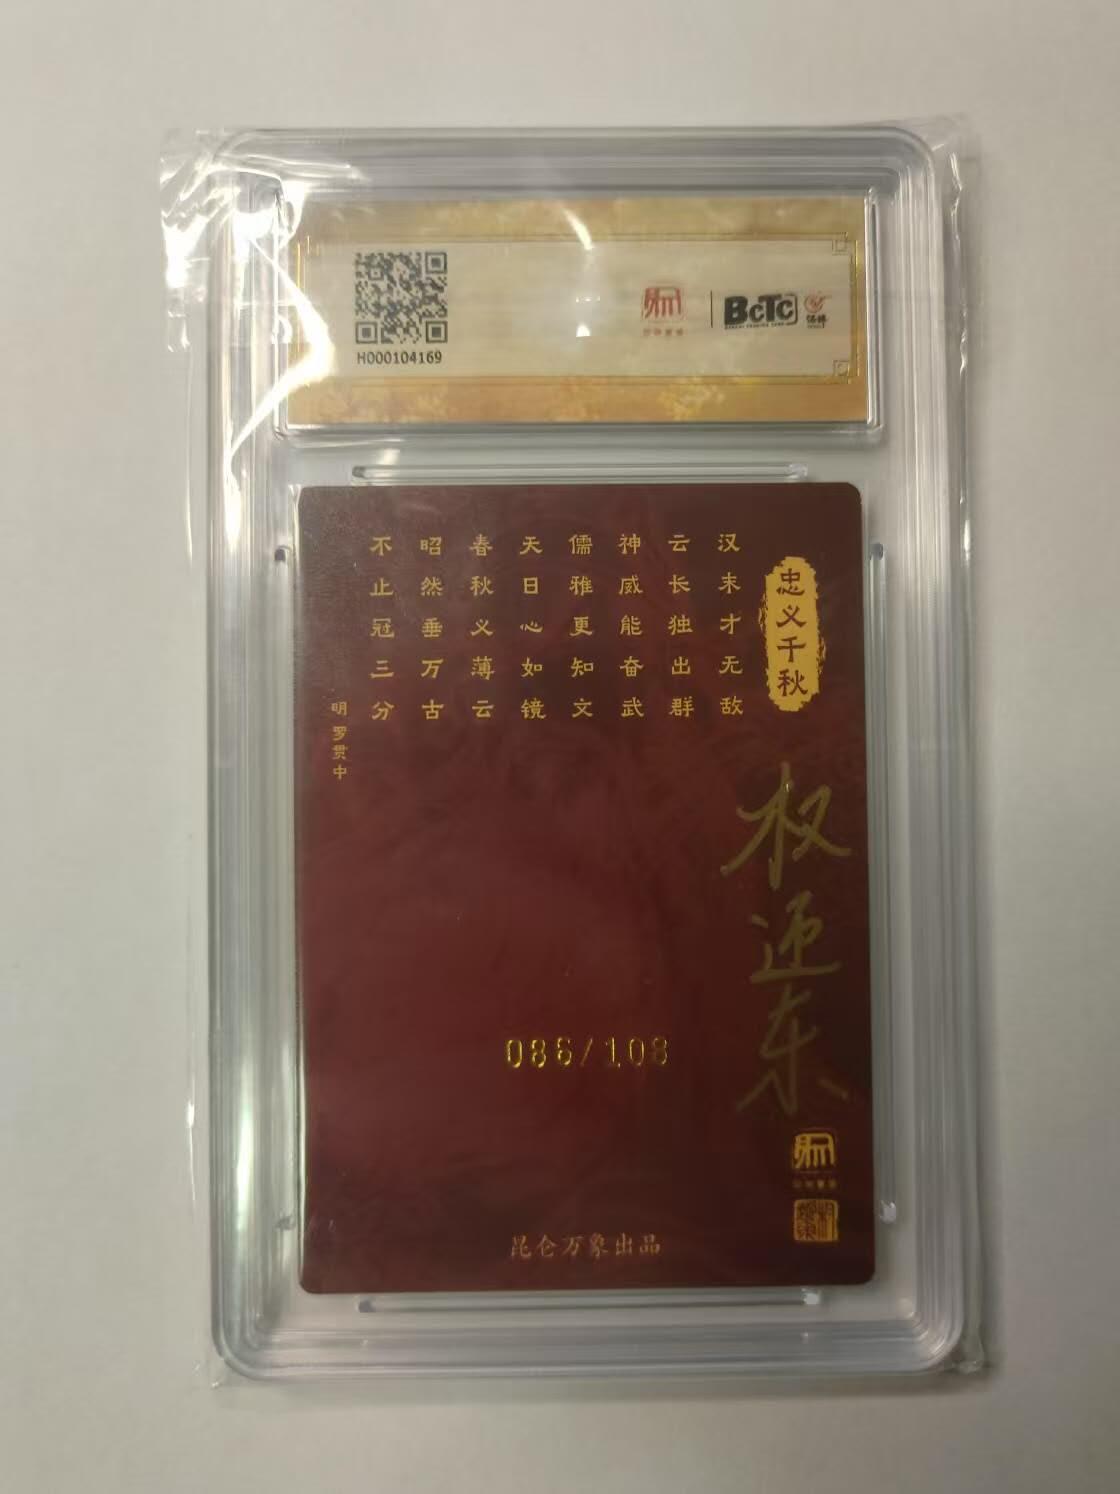 H000104169
BCTC
忠义千秋
汉末才无敌
云长独出群
神威能奋武
儒雅更知文
天日心如镜
春秋义薄云
昭然垂万古
不止冠三分
明 罗贯中
权迎东
086/108
昆仑万象出品